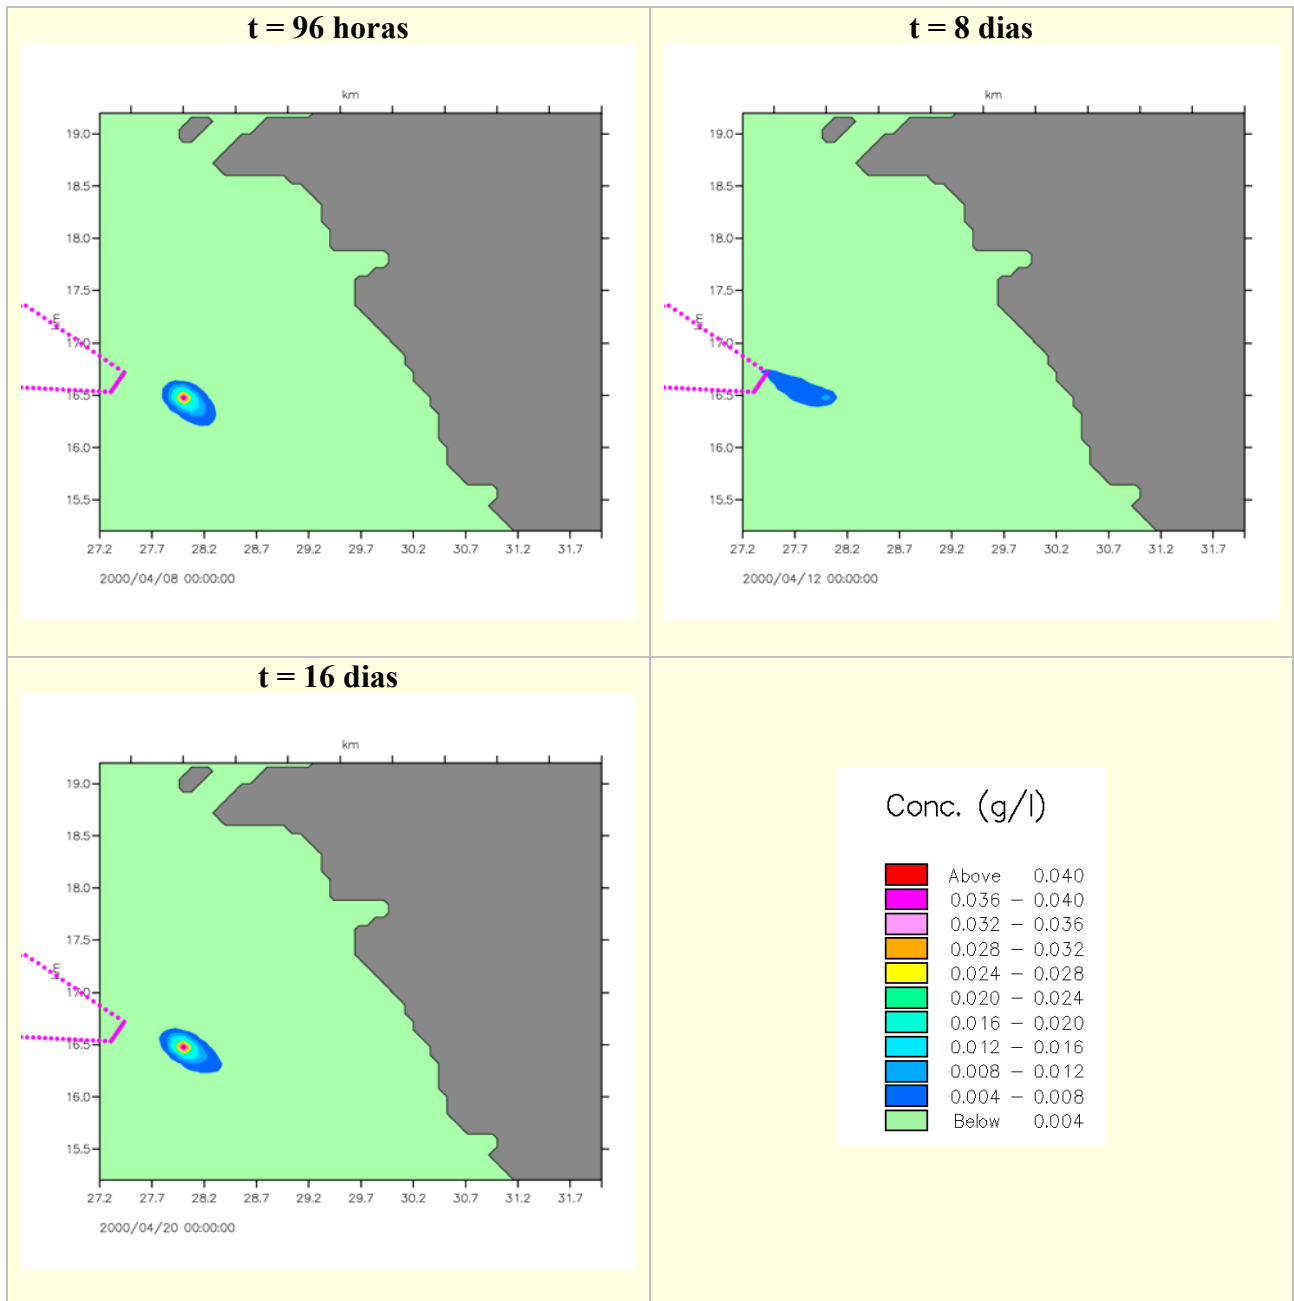 t = 96 horas
km
19.0
18.5
18.0
17.5
17.0
16.5
16.0
15.5
km
27.2 27.7 28.2 28.7 29.2 29.7 30.2 30.7 31.2 31.7
2000/04/08 00:00:00
t = 8 dias
km
19.0
18.5
18.0
17.5
17.0
16.5
16.0
15.5
km
27.2 27.7 28.2 28.7 29.2 29.7 30.2 30.7 31.2 31.7
2000/04/12 00:00:00
t = 16 dias
km
19.0
18.5
18.0
17.5
17.0
16.5
16.0
15.5
km
27.2 27.7 28.2 28.7 29.2 29.7 30.2 30.7 31.2 31.7
2000/04/20 00:00:00
Conc. (g/l)
Above 0.040
0.036 – 0.040
0.032 – 0.036
0.028 – 0.032
0.024 – 0.028
0.020 – 0.024
0.016 – 0.020
0.012 – 0.016
0.008 – 0.012
0.004 – 0.008
Below 0.004